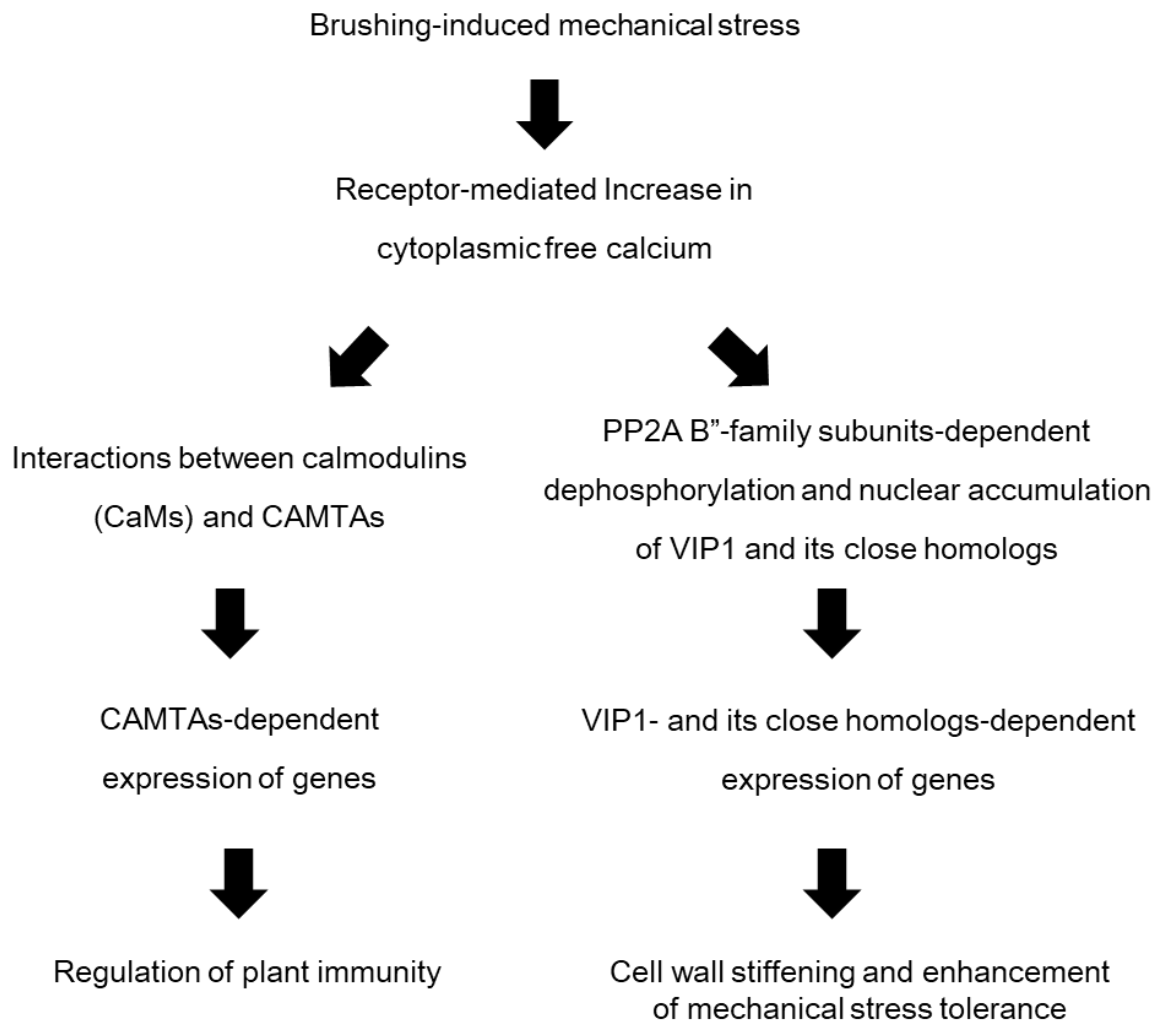 Brushing-induced mechanical stress
Receptor-mediated Increase in
cytoplasmic free calcium
Interactions between calmodulins
(CaMs) and CAMTAs
PP2A B”-family subunits-dependent
dephosphorylation and nuclear accumulation
of VIP1 and its close homologs
CAMTAs-dependent
expression of genes
VIP1- and its close homologs-dependent
expression of genes
Regulation of plant immunity
Cell wall stiffening and enhancement
of mechanical stress tolerance